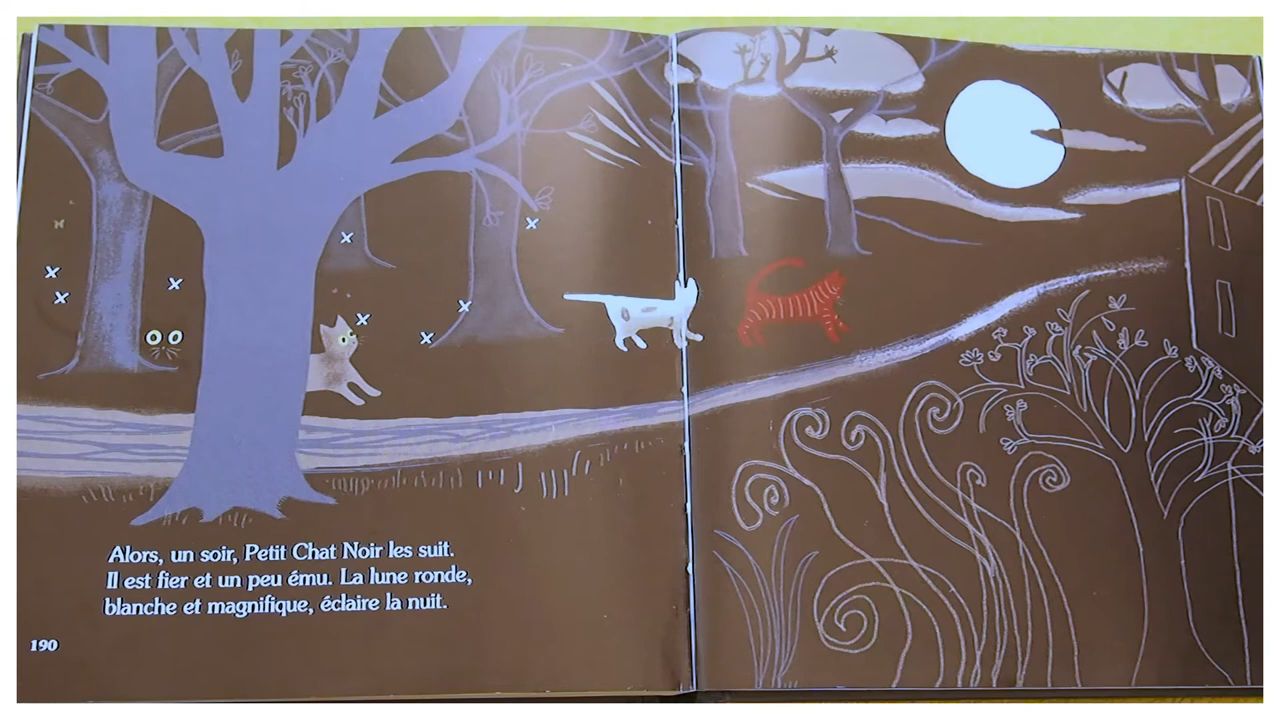 Alors, un soir, Petit Chat Noir les suit.
Il est fier et un peu ému. La lune ronde,
blanche et magnifique, éclaire la nuit.
190